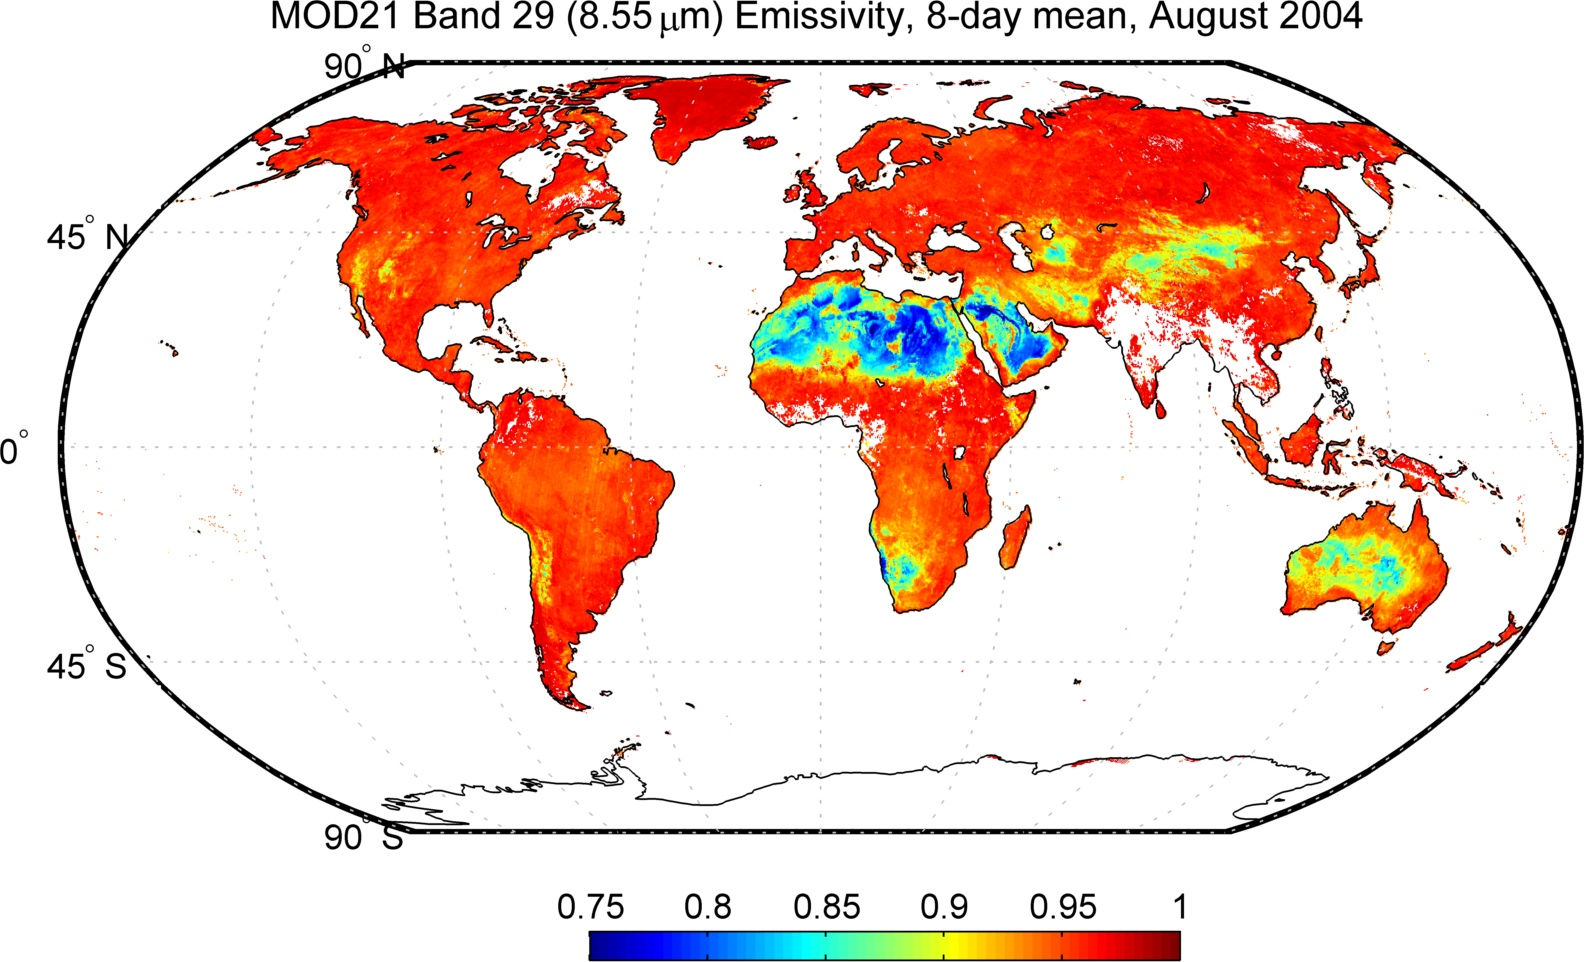 MOD21 Band 29 (8.55 μm) Emissivity, 8-day mean, August 2004
90° N
45° N
0°
45° S
90° S
0.75 0.8 0.85 0.9 0.95 1